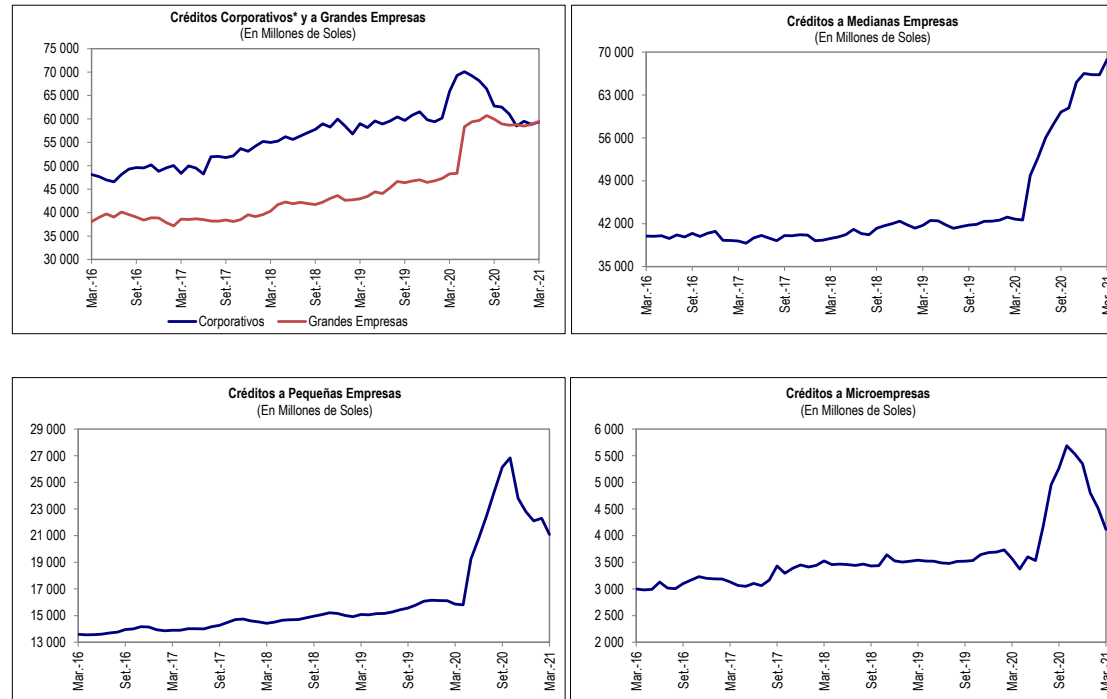 Créditos Corporativos* y a Grandes Empresas
(En Millones de Soles)
75 000
70 000
65 000
60 000
55 000
50 000
45 000
40 000
35 000
30 000
Mar.-16
Set.-16
Mar.-17
Set.-17
Mar.-18
Set.-18
Mar.-19
Set.-19
Mar.-20
Set.-20
Mar.-21
Corporativos
Grandes Empresas
Créditos a Medianas Empresas
(En Millones de Soles)
70 000
63 000
56 000
49 000
42 000
35 000
Mar.-16
Set.-16
Mar.-17
Set.-17
Mar.-18
Set.-18
Mar.-19
Set.-19
Mar.-20
Set.-20
Mar.-21
Créditos a Pequeñas Empresas
(En Millones de Soles)
29 000
27 000
25 000
23 000
21 000
19 000
17 000
15 000
13 000
Mar.-16
Set.-16
Mar.-17
Set.-17
Mar.-18
Set.-18
Mar.-19
Set.-19
Mar.-20
Set.-20
Mar.-21
Créditos a Microempresas
(En Millones de Soles)
6 000
5 500
5 000
4 500
4 000
3 500
3 000
2 500
2 000
Mar.-16
Set.-16
Mar.-17
Set.-17
Mar.-18
Set.-18
Mar.-19
Set.-19
Mar.-20
Set.-20
Mar.-21